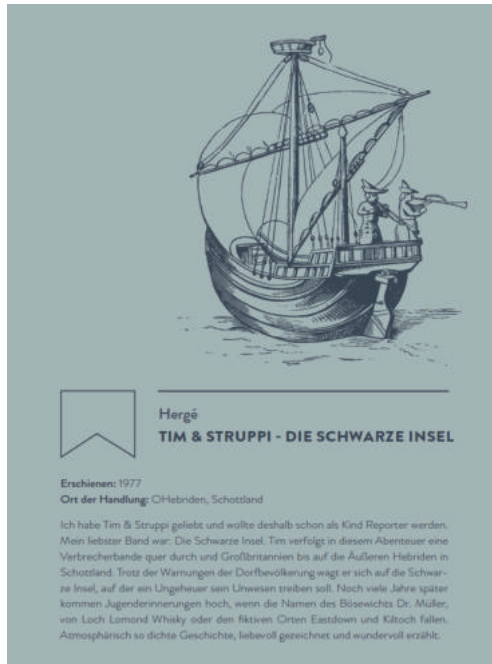 Hergé
TIM & STRUPPI - DIE SCHWARZE INSEL
Erschienen: 1977
Ort der Handlung: OHebriden, Schottland
Ich habe Tim & Struppi geliebt und wollte deshalb schon als Kind Reporter werden.
Mein liebster Band war: Die Schwarze Insel. Tim verfolgt in diesem Abenteuer eine
Verbrecherbande quer durch und Großbritannien bis auf die Äußeren Hebriden in
Schottland. Trotz der Warnungen der Dorfbevölkerung wagt er sich auf die Schwar-
ze Insel, auf der ein Ungeheuer sein Unwesen treiben soll. Noch viele Jahre später
kommen Jugenderinnerungen hoch, wenn die Namen des Bösewichts Dr. Müller,
von Loch Lomond Whisky oder den fiktiven Orten Eastdown und Kiltoch fallen.
Atmosphärisch so dichte Geschichte, liebevoll gezeichnet und wundervoll erzählt.